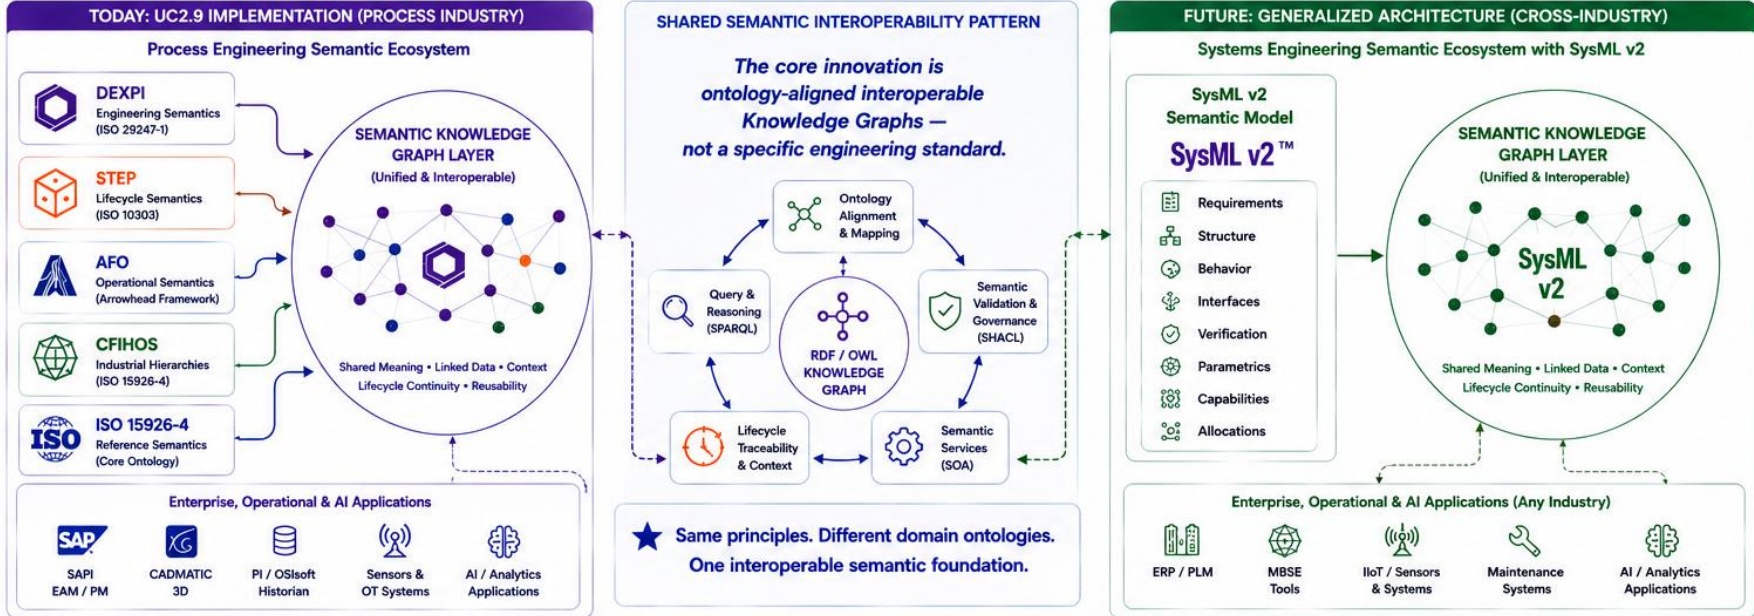 TODAY: UC2.9 IMPLEMENTATION (PROCESS INDUSTRY)
Process Engineering Semantic Ecosystem
DEXPI
Engineering Semantics
(ISO 29247-1)
STEP
Lifecycle Semantics
(ISO 10303)
AFO
Operational Semantics
(Arrowhead Framework)
CFIHOS
Industrial Hierarchies
(ISO 15926-4)
ISO
ISO 15926-4
Reference Semantics
(Core Ontology)
SEMANTIC KNOWLEDGE
GRAPH LAYER
(Unified & Interoperable)
Shared Meaning • Linked Data • Context
Lifecycle Continuity • Reusability
Enterprise, Operational & AI Applications
SAP
SAPI
EAM / PM
CADMATIC
3D
PI / OSIsoft
Historian
Sensors &
OT Systems
AI / Analytics
Applications
SHARED SEMANTIC INTEROPERABILITY PATTERN
The core innovation is
ontology-aligned interoperable
Knowledge Graphs —
not a specific engineering standard.
Ontology
Alignment
& Mapping
Query &
Reasoning
(SPARQL)
Semantic
Validation &
Governance
(SHACL)
RDF / OWL
KNOWLEDGE
GRAPH
Lifecycle
Traceability
& Context
Semantic
Services
(SOA)
Same principles. Different domain ontologies.
One interoperable semantic foundation.
FUTURE: GENERALIZED ARCHITECTURE (CROSS-INDUSTRY)
Systems Engineering Semantic Ecosystem with SysML v2
SysML v2
Semantic Model
SysML v2™
Requirements
Structure
Behavior
Interfaces
Verification
Parametrics
Capabilities
Allocations
SEMANTIC KNOWLEDGE
GRAPH LAYER
(Unified & Interoperable)
SysML
v2
Shared Meaning • Linked Data • Context
Lifecycle Continuity • Reusability
Enterprise, Operational & AI Applications (Any Industry)
ERP / PLM
MBSE
Tools
IIoT / Sensors
& Systems
Maintenance
Systems
AI / Analytics
Applications